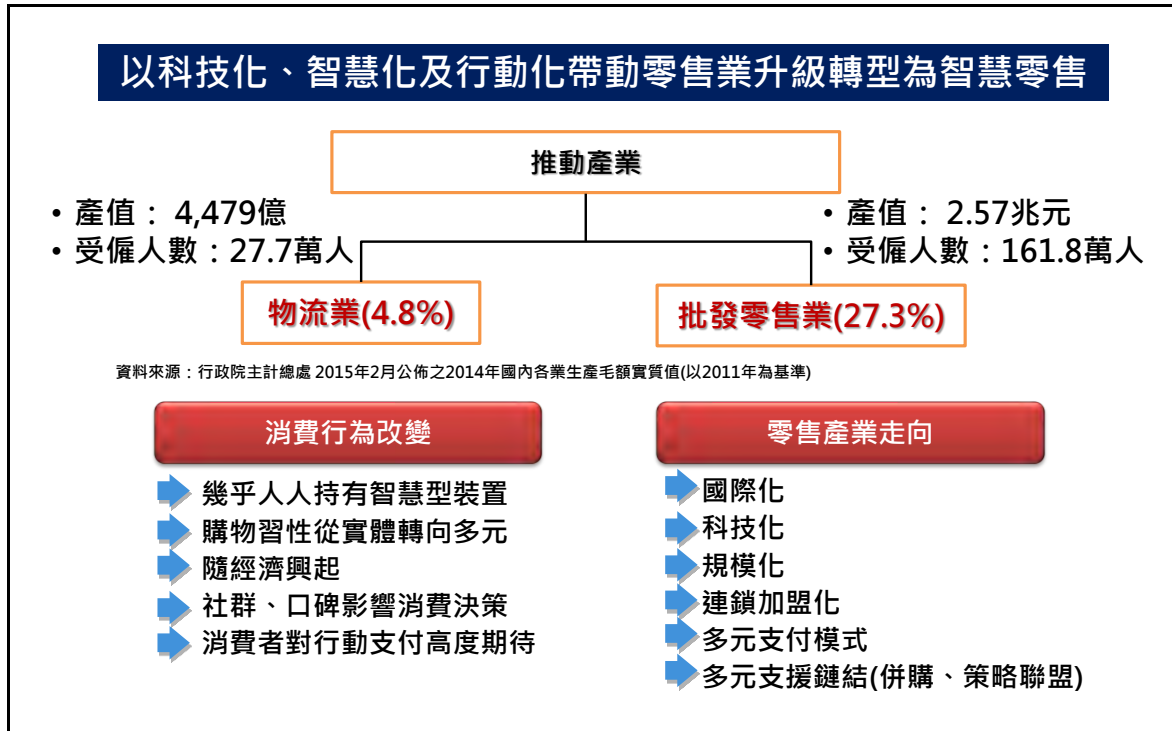 以科技化、智慧化及行動化帶動零售業升級轉型為智慧零售
推動產業
• 產值： 4,479億
• 受僱人數：27.7萬人
• 產值： 2.57兆元
• 受僱人數：161.8萬人
物流業(4.8%)
批發零售業(27.3%)
資料來源：行政院主計總處 2015年2月公佈之2014年國內各業生產毛額實質值(以2011年為基準)
消費行為改變
幾乎人人持有智慧型裝置
購物習性從實體轉向多元
隨經濟興起
社群、口碑影響消費決策
消費者對行動支付高度期待
零售產業走向
國際化
科技化
規模化
連鎖加盟化
多元支付模式
多元支援鏈結(併購、策略聯盟)